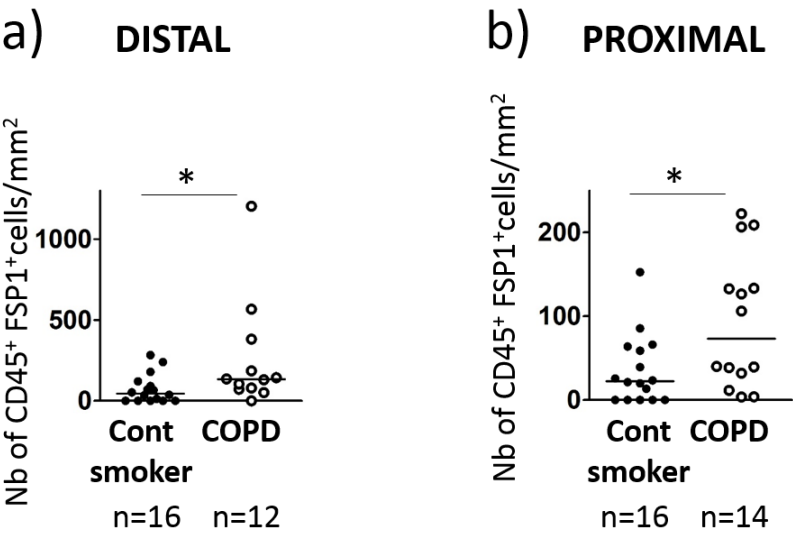 a) DISTAL
Nb of CD45⁺ FSP1⁺cells/mm²
*
1000
500
0
Cont COPD
smoker
n=16 n=12
b) PROXIMAL
Nb of CD45⁺ FSP1⁺cells/mm²
*
200
100
0
Cont COPD
smoker
n=16 n=14